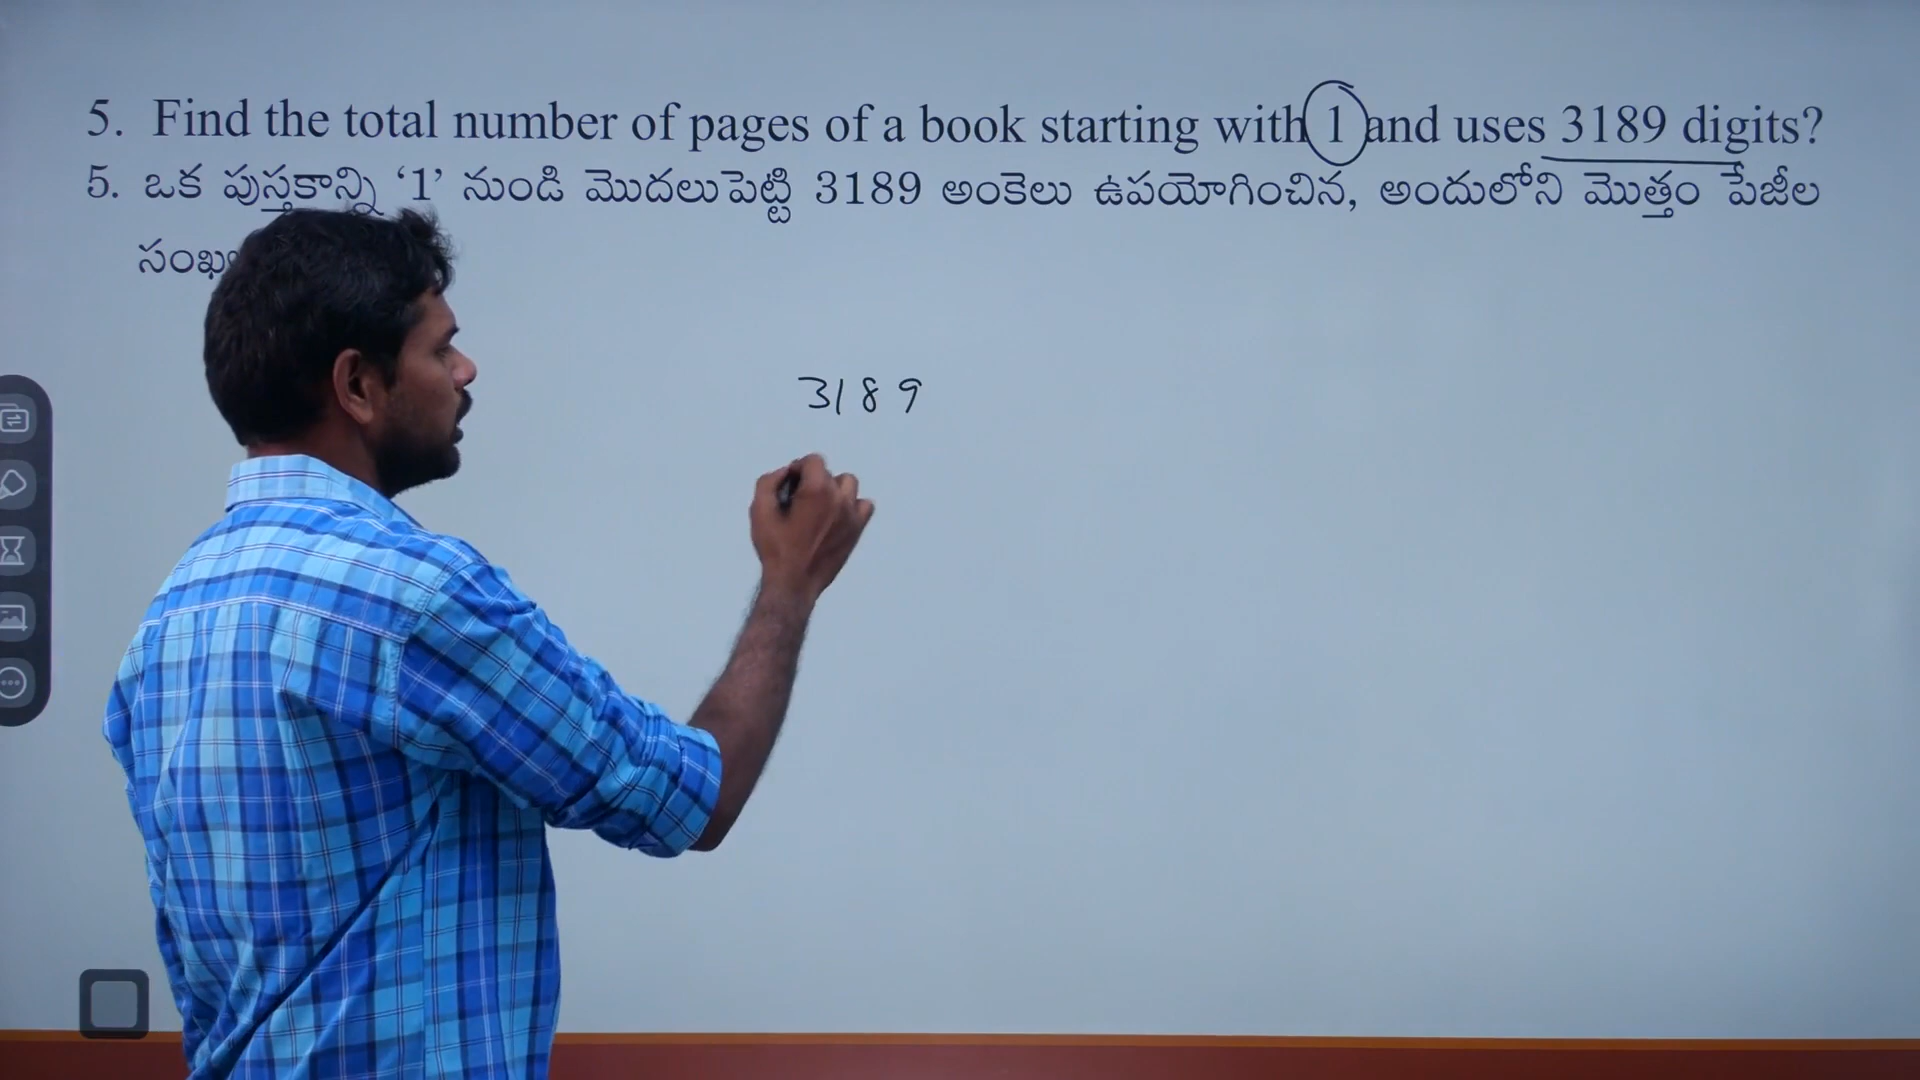 5. Find the total number of pages of a book starting with 1 and uses 3189 digits?
5. ఒక పుస్తకాన్ని ‘1’ నుండి మొదలుపెట్టి 3189 అంకెలు ఉపయోగించిన, అందులోని మొత్తం పేజీల
3189